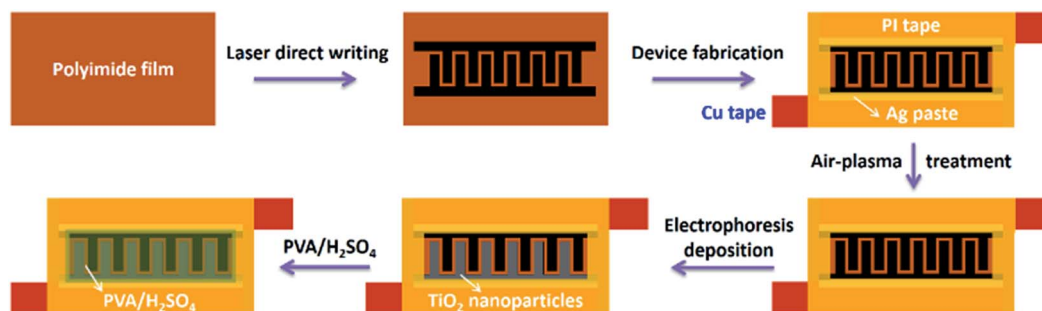 Polyimide film
Laser direct writing
Device fabrication
PI tape
Cu tape
Ag paste
Air-plasma treatment
Electrophoresis
deposition
TiO₂ nanoparticles
PVA/H₂SO₄
PVA/H₂SO₄